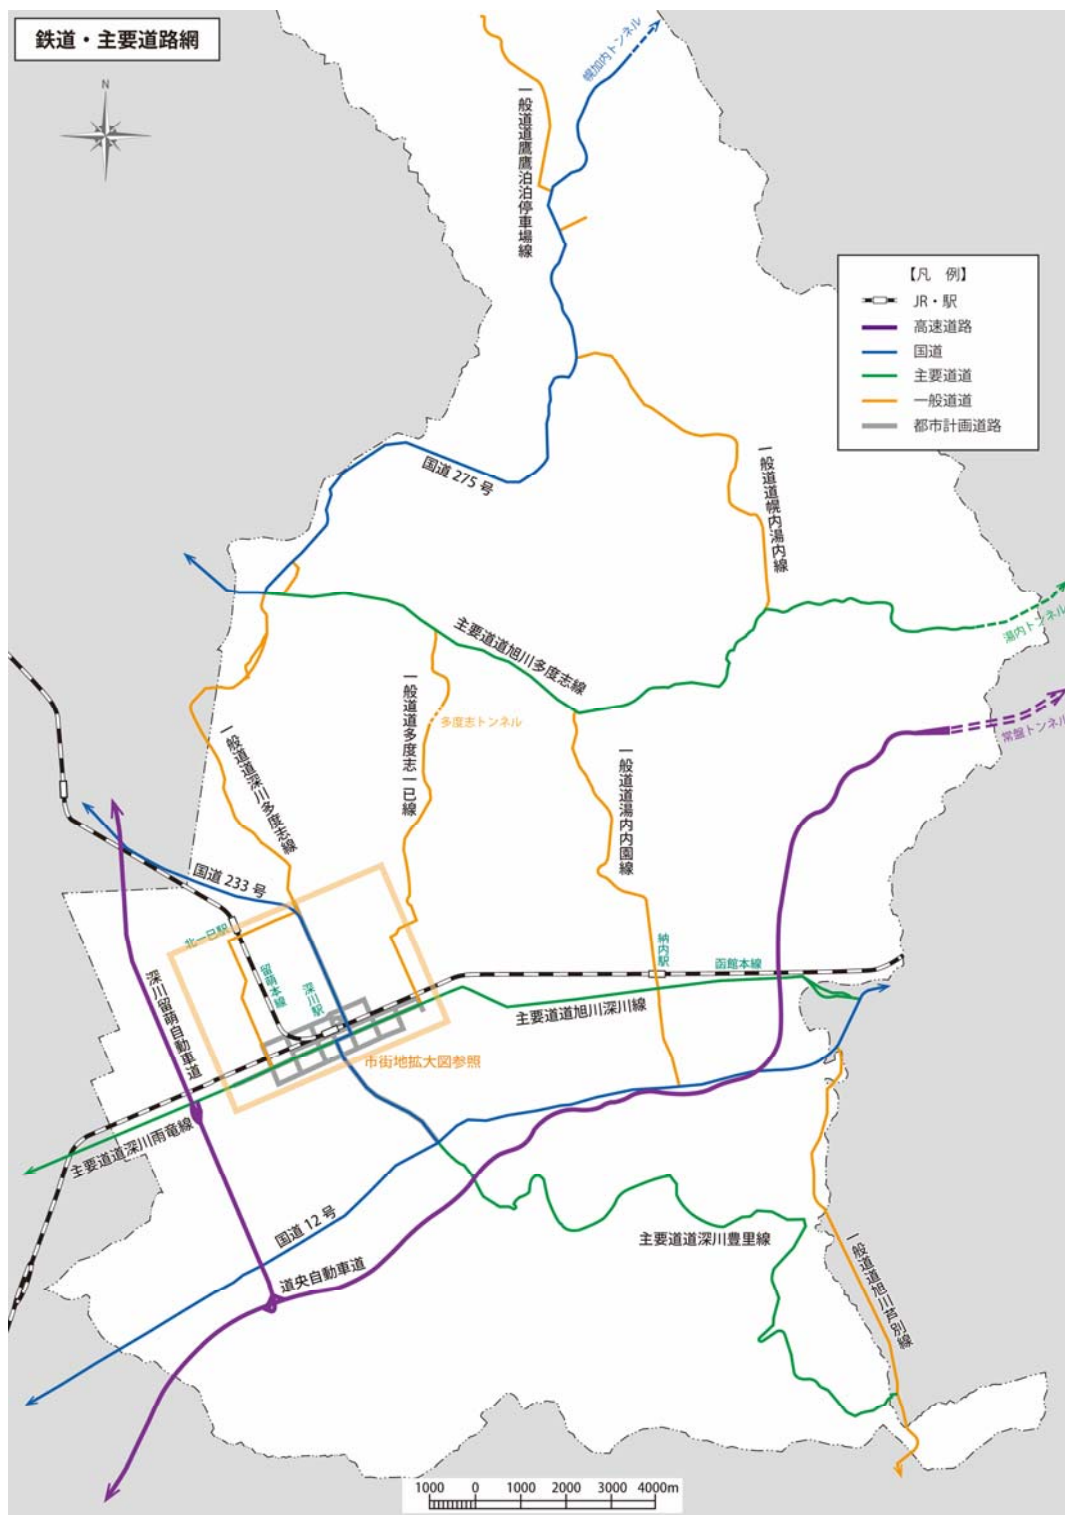 鉄道・主要道路網
N
幌加内トンネル
一般道道鷹鷹泊泊停車場線
【凡 例】
JR・駅
高速道路
国道
主要道道
一般道道
都市計画道路
国道 275 号
一般道道幌内湯内線
湯内トンネル
主要道道旭川多度志線
一般道道多度志一已線
多度志トンネル
常盤トンネル
一般道道深川多度志線
一般道道湯内内園線
国道 233 号
北一已駅
留萌本線
深川駅
納内駅
函館本線
深川留萌自動車道
主要道道旭川深川線
市街地拡大図参照
主要道道深川雨竜線
国道 12 号
道央自動車道
主要道道深川豊里線
一般道道旭川芦別線
1000 0 1000 2000 3000 4000m